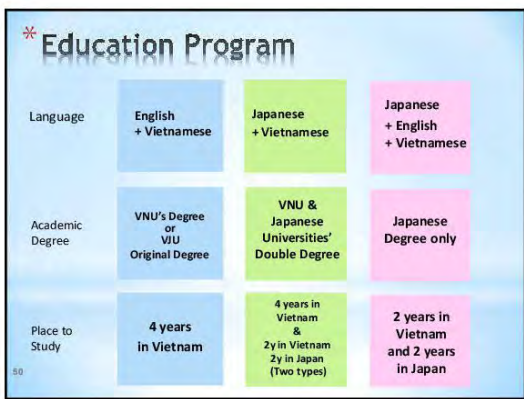 * Education Program
Language
English
+ Vietnamese
Japanese
+ Vietnamese
Japanese
+ English
+ Vietnamese
Academic
Degree
VNU's Degree
or
VJU
Original Degree
VNU &
Japanese
Universities'
Double Degree
Japanese
Degree only
Place to
Study
4 years
in Vietnam
4 years in
Vietnam
&
2y in Vietnam
2y in Japan
(Two types)
2 years in
Vietnam
and 2 years
in Japan
50